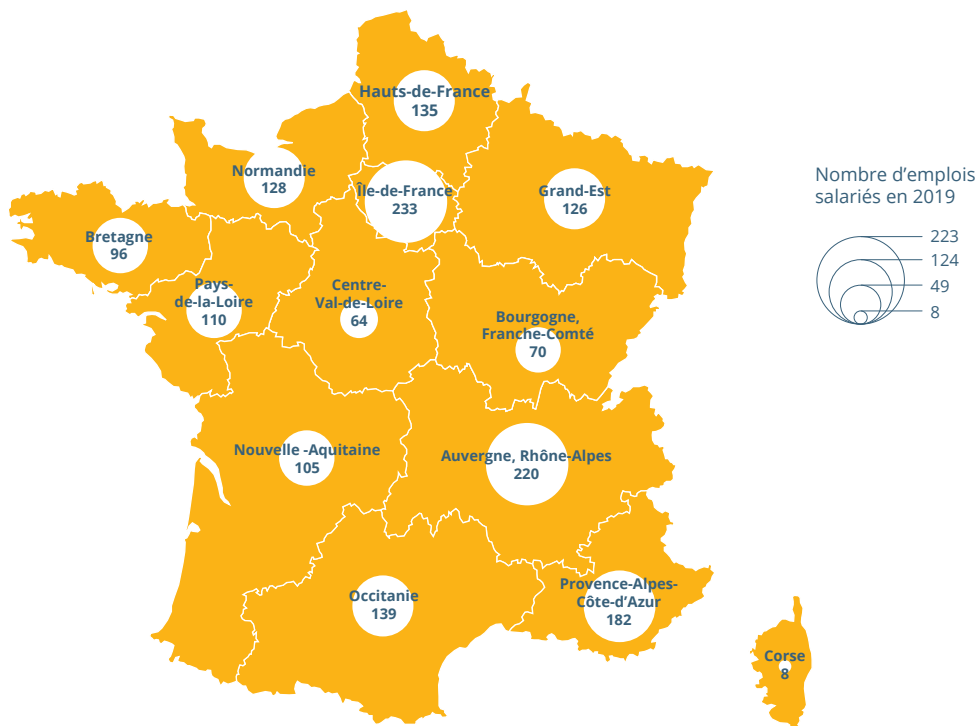 Hauts-de-France
135
Normandie
128
Île-de-France
233
Grand-Est
126
Bretagne
96
Pays-
de-la-Loire
110
Centre-
Val-de-Loire
64
Bourgogne,
Franche-Comté
70
Nouvelle -Aquitaine
105
Auvergne, Rhône-Alpes
220
Occitanie
139
Provence-Alpes-
Côte-d’Azur
182
Corse
8
Nombre d’emplois
salariés en 2019
223
124
49
8